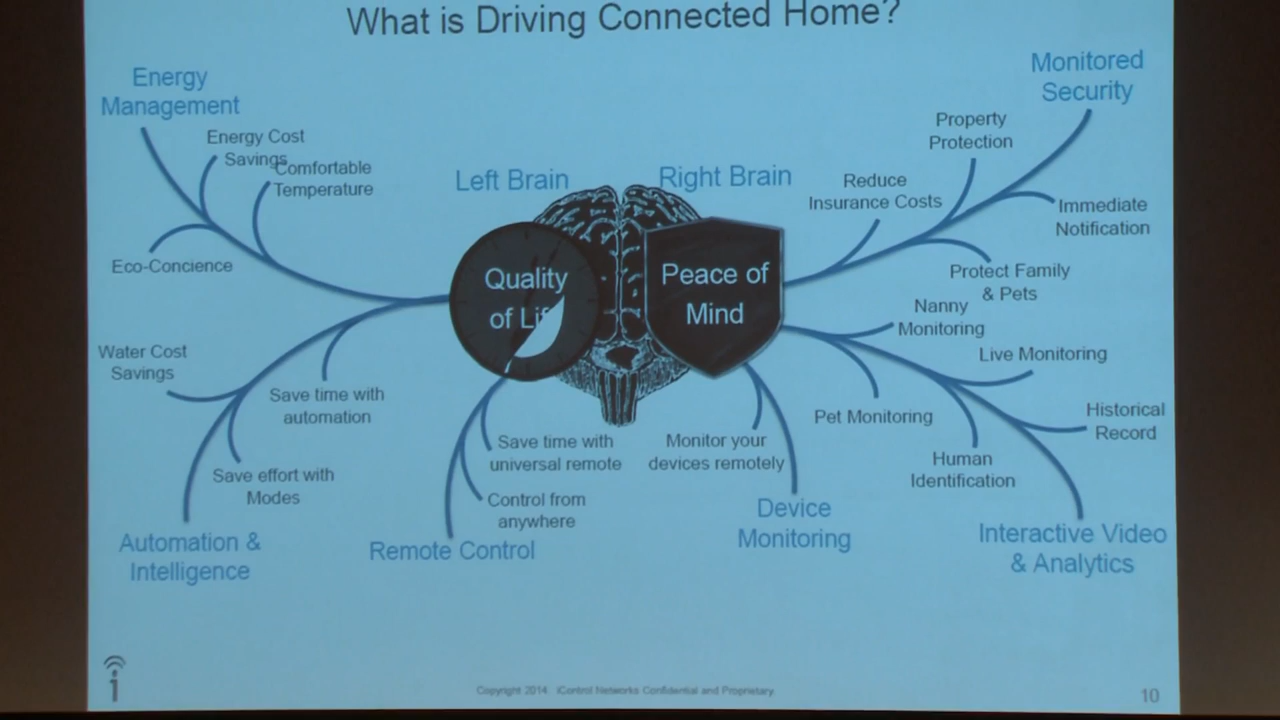 What is Driving Connected Home?
Energy
Management
Energy Cost
Savings
Comfortable
Temperature
Eco-Concience
Left Brain
Right Brain
Quality
of Life
Peace of
Mind
Monitored
Security
Property
Protection
Reduce
Insurance Costs
Immediate
Notification
Protect Family
& Pets
Nanny
Monitoring
Live Monitoring
Pet Monitoring
Historical
Record
Human
Identification
Water Cost
Savings
Save time with
automation
Save effort with
Modes
Save time with
universal remote
Control from
anywhere
Monitor your
devices remotely
Automation &
Intelligence
Remote Control
Device
Monitoring
Interactive Video
& Analytics
i
Copyright 2014 iControl Networks Confidential and Proprietary
10